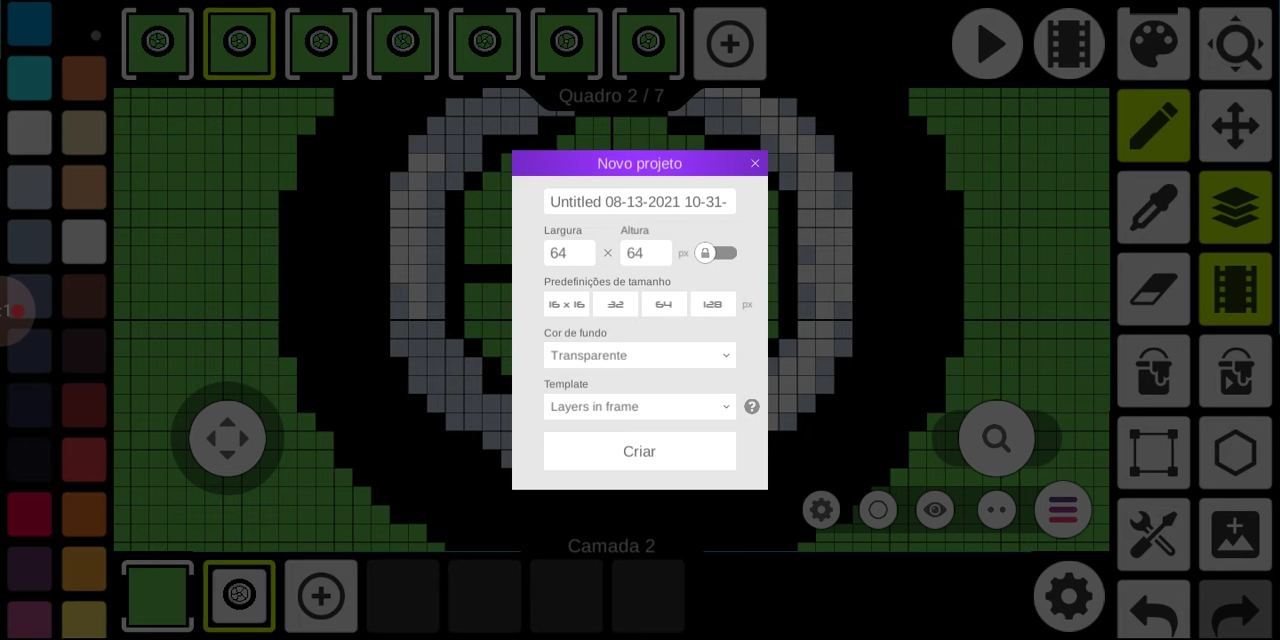 Quadro 2 / 7
Novo projeto
Untitled 08-13-2021 10-31-
Largura
Altura
64 × 64 px
Predefinições de tamanho
16 x 16 32 64 128 px
Cor de fundo
Transparente
Template
Layers in frame
?
Criar
Camada 2